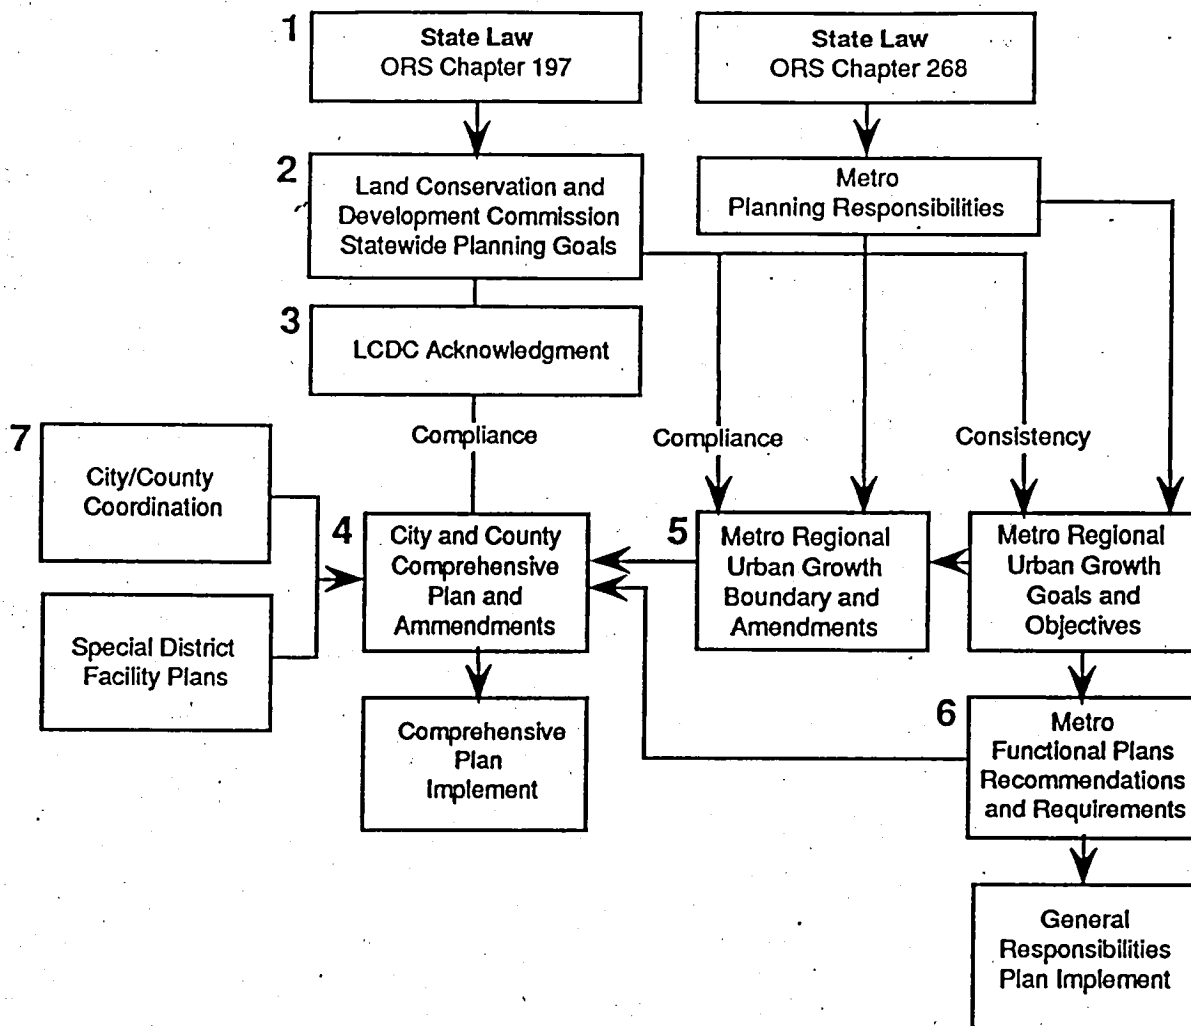 1
State Law
ORS Chapter 197
State Law
ORS Chapter 268
2
Land Conservation and
Development Commission
Statewide Planning Goals
Metro
Planning Responsibilities
3
LCDC Acknowledgment
Compliance
Compliance
Consistency
7
City/County
Coordination
Special District
Facility Plans
4
City and County
Comprehensive
Plan and
Ammendments
5
Metro Regional
Urban Growth
Boundary and
Amendments
Metro Regional
Urban Growth
Goals and
Objectives
Comprehensive
Plan
Implement
6
Metro
Functional Plans
Recommendations
and Requirements
General
Responsibilities
Plan Implement